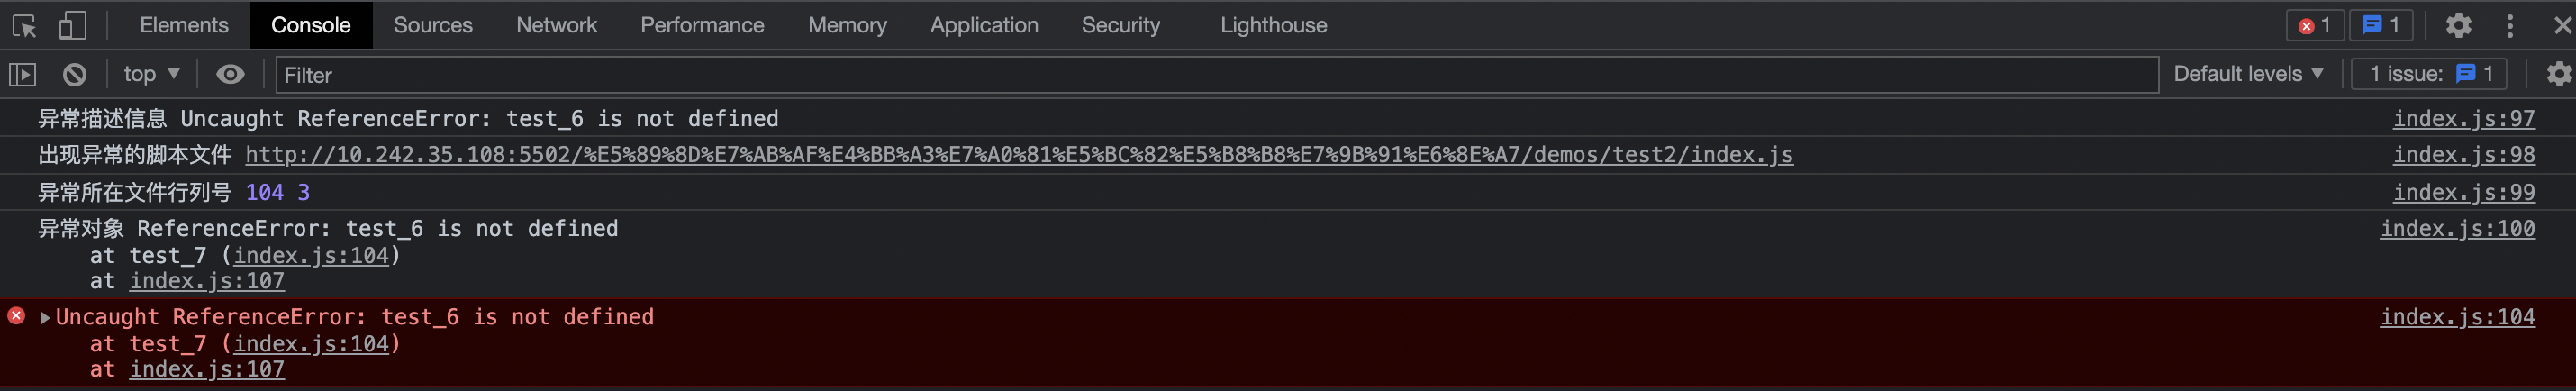 Elements Console Sources Network Performance Memory Application Security Lighthouse 1 1
top Filter Default levels 1 issue: 1
异常描述信息 Uncaught ReferenceError: test_6 is not defined index.js:97
出现异常的脚本文件 http://10.242.35.108:5502/%E5%89%8D%E7%AB%AF%E4%BB%A3%E7%A0%81%E5%BC%82%E5%B8%B8%E7%9B%91%E6%8E%A7/demos/test2/index.js index.js:98
异常所在文件行列号 104 3 index.js:99
异常对象 ReferenceError: test_6 is not defined index.js:100
at test_7 (index.js:104)
at index.js:107
Uncaught ReferenceError: test_6 is not defined index.js:104
at test_7 (index.js:104)
at index.js:107